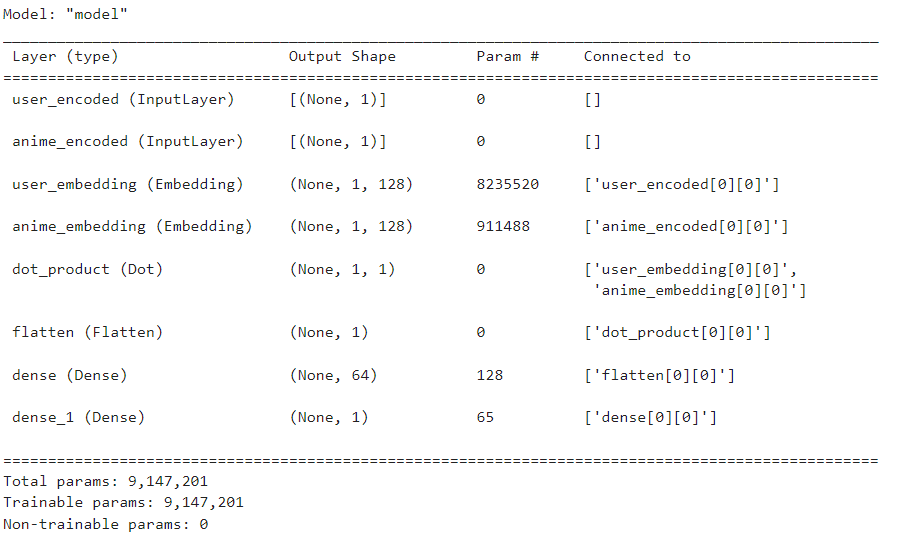 Model: "model"
__________________________________________________________________________________________________
Layer (type) Output Shape Param # Connected to
==================================================================================================
user_encoded (InputLayer) [(None, 1)] 0 []
anime_encoded (InputLayer) [(None, 1)] 0 []
user_embedding (Embedding) (None, 1, 128) 8235520 ['user_encoded[0][0]']
anime_embedding (Embedding) (None, 1, 128) 911488 ['anime_encoded[0][0]']
dot_product (Dot) (None, 1, 1) 0 ['user_embedding[0][0]',
'anime_embedding[0][0]']
flatten (Flatten) (None, 1) 0 ['dot_product[0][0]']
dense (Dense) (None, 64) 128 ['flatten[0][0]']
dense_1 (Dense) (None, 1) 65 ['dense[0][0]']
==================================================================================================
Total params: 9,147,201
Trainable params: 9,147,201
Non-trainable params: 0